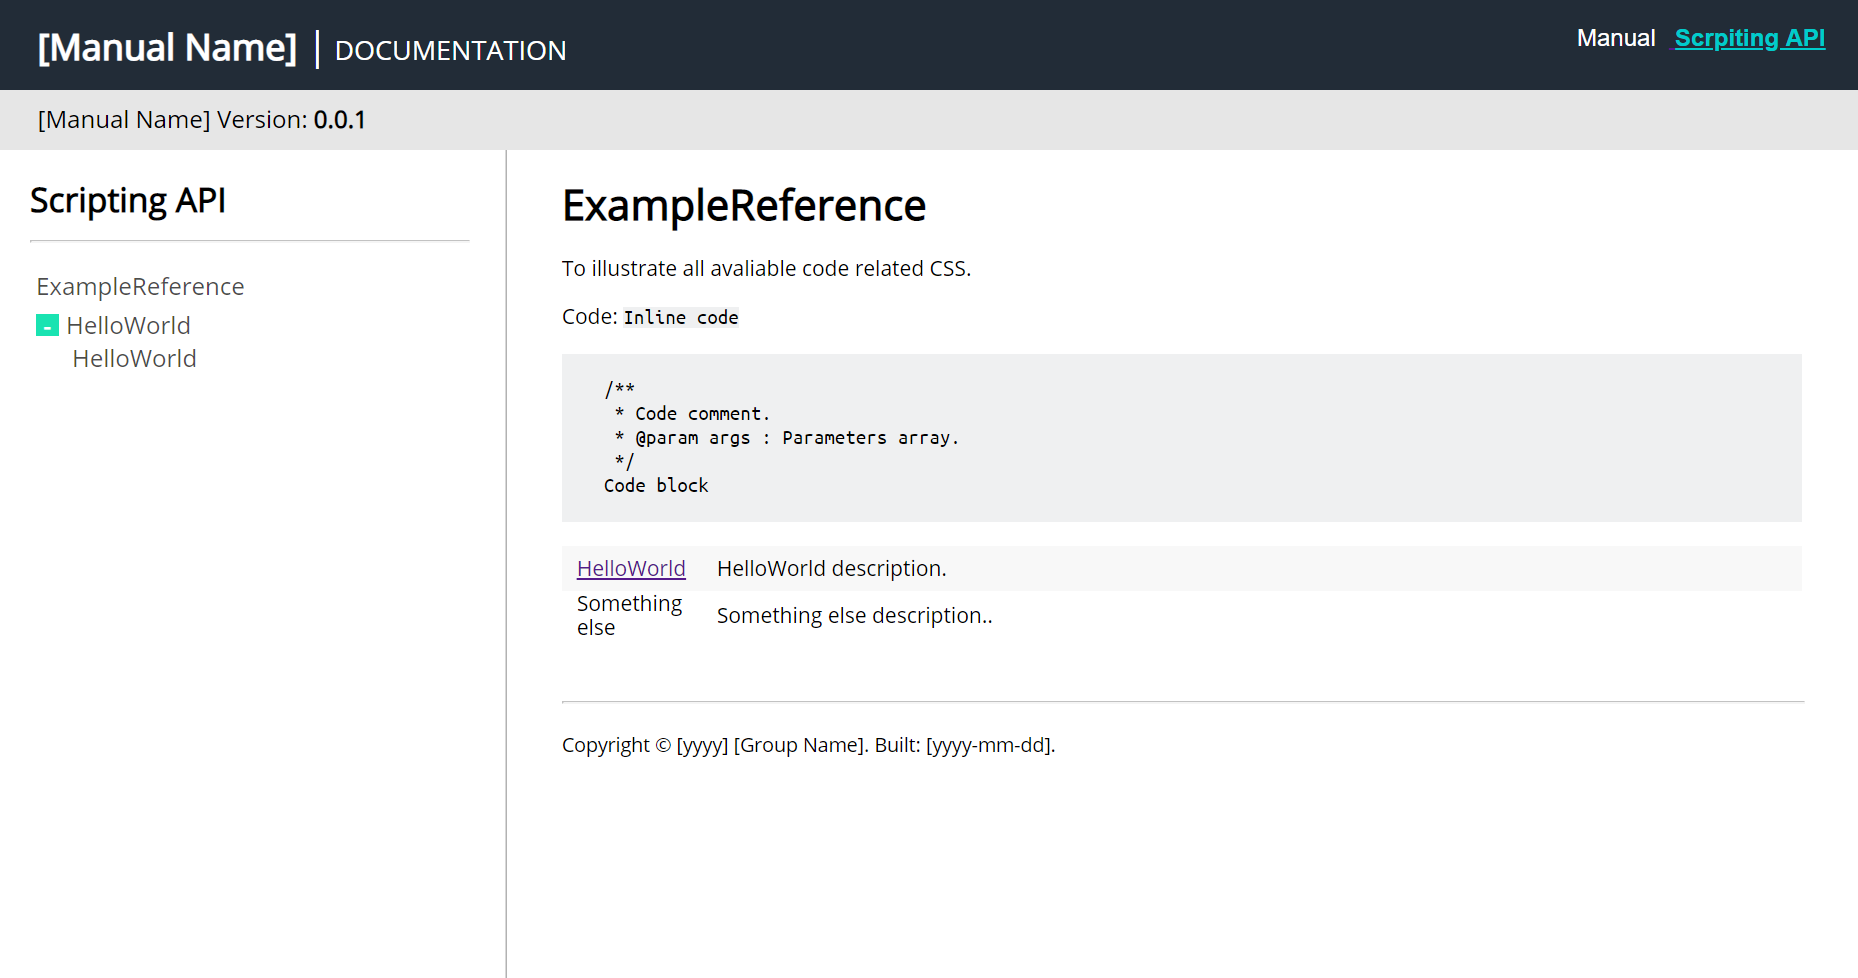 [Manual Name] | DOCUMENTATION
Manual Scrpiting API
[Manual Name] Version: 0.0.1
Scripting API
ExampleReference
- HelloWorld
HelloWorld
ExampleReference
To illustrate all avaliable code related CSS.
Code: Inline code
/**
 * Code comment.
 * @param args : Parameters array.
 */
Code block
HelloWorld HelloWorld description.
Something
else
Something else description..
Copyright © [yyyy] [Group Name]. Built: [yyyy-mm-dd].